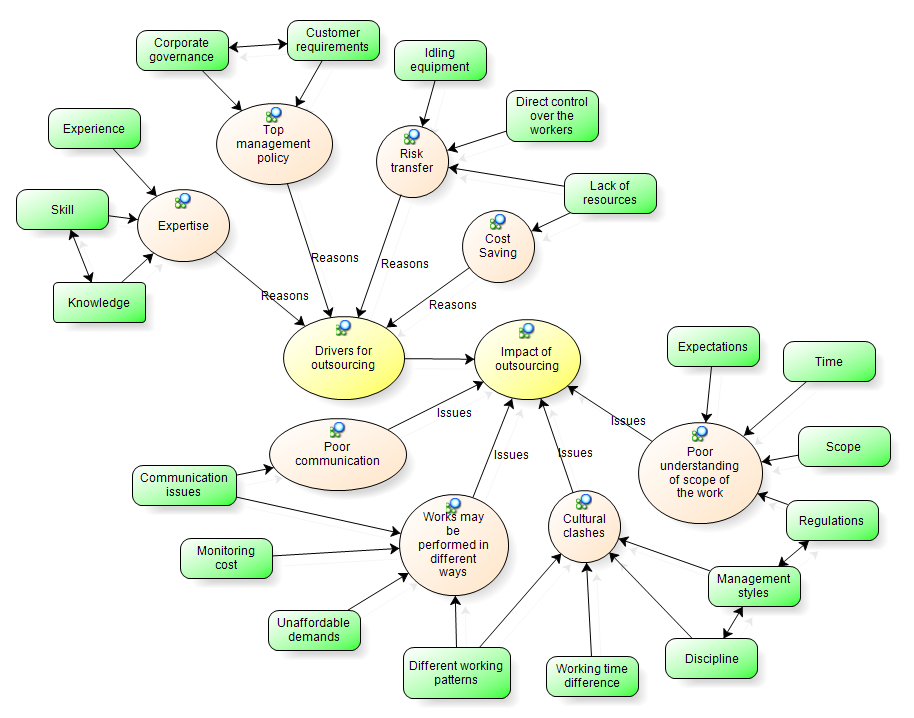 Corporate
governance
Customer
requirements
Idling
equipment
Direct control
over the
workers
Experience
Top
management
policy
Risk
transfer
Lack of
resources
Skill
Expertise
Cost
Saving
Knowledge
Reasons
Reasons
Reasons
Reasons
Drivers for
outsourcing
Impact of
outsourcing
Expectations
Time
Issues
Issues
Issues
Issues
Poor
communication
Poor
understanding
of scope of
the work
Scope
Communication
issues
Works may
be
performed in
different
ways
Cultural
clashes
Regulations
Monitoring
cost
Management
styles
Unaffordable
demands
Different working
patterns
Working time
difference
Discipline